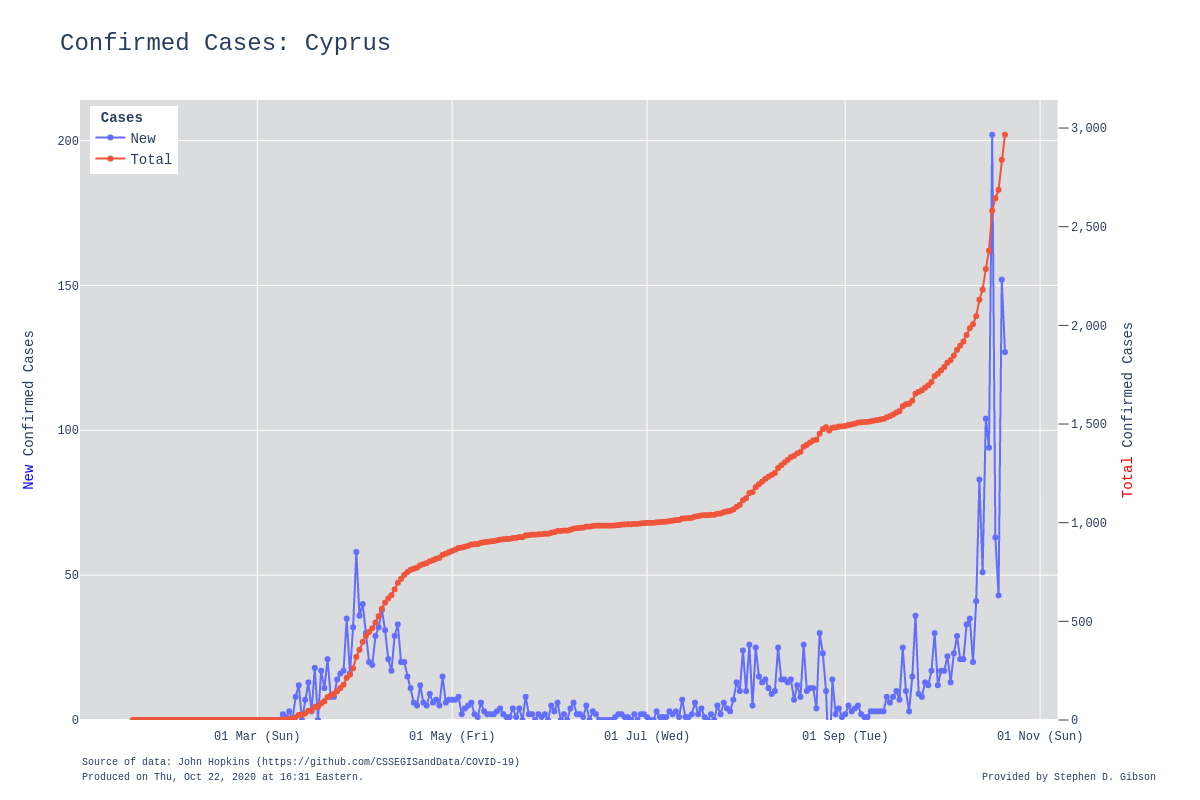 Confirmed Cases: Cyprus
Cases
New
Total
200
150
100
50
0
3,000
2,500
2,000
1,500
1,000
500
0
New Confirmed Cases
Total Confirmed Cases
01 Mar (Sun)
01 May (Fri)
01 Jul (Wed)
01 Sep (Tue)
01 Nov (Sun)
Source of data: John Hopkins (https://github.com/CSSEGISandData/COVID-19)
Produced on Thu, Oct 22, 2020 at 16:31 Eastern.
Provided by Stephen D. Gibson